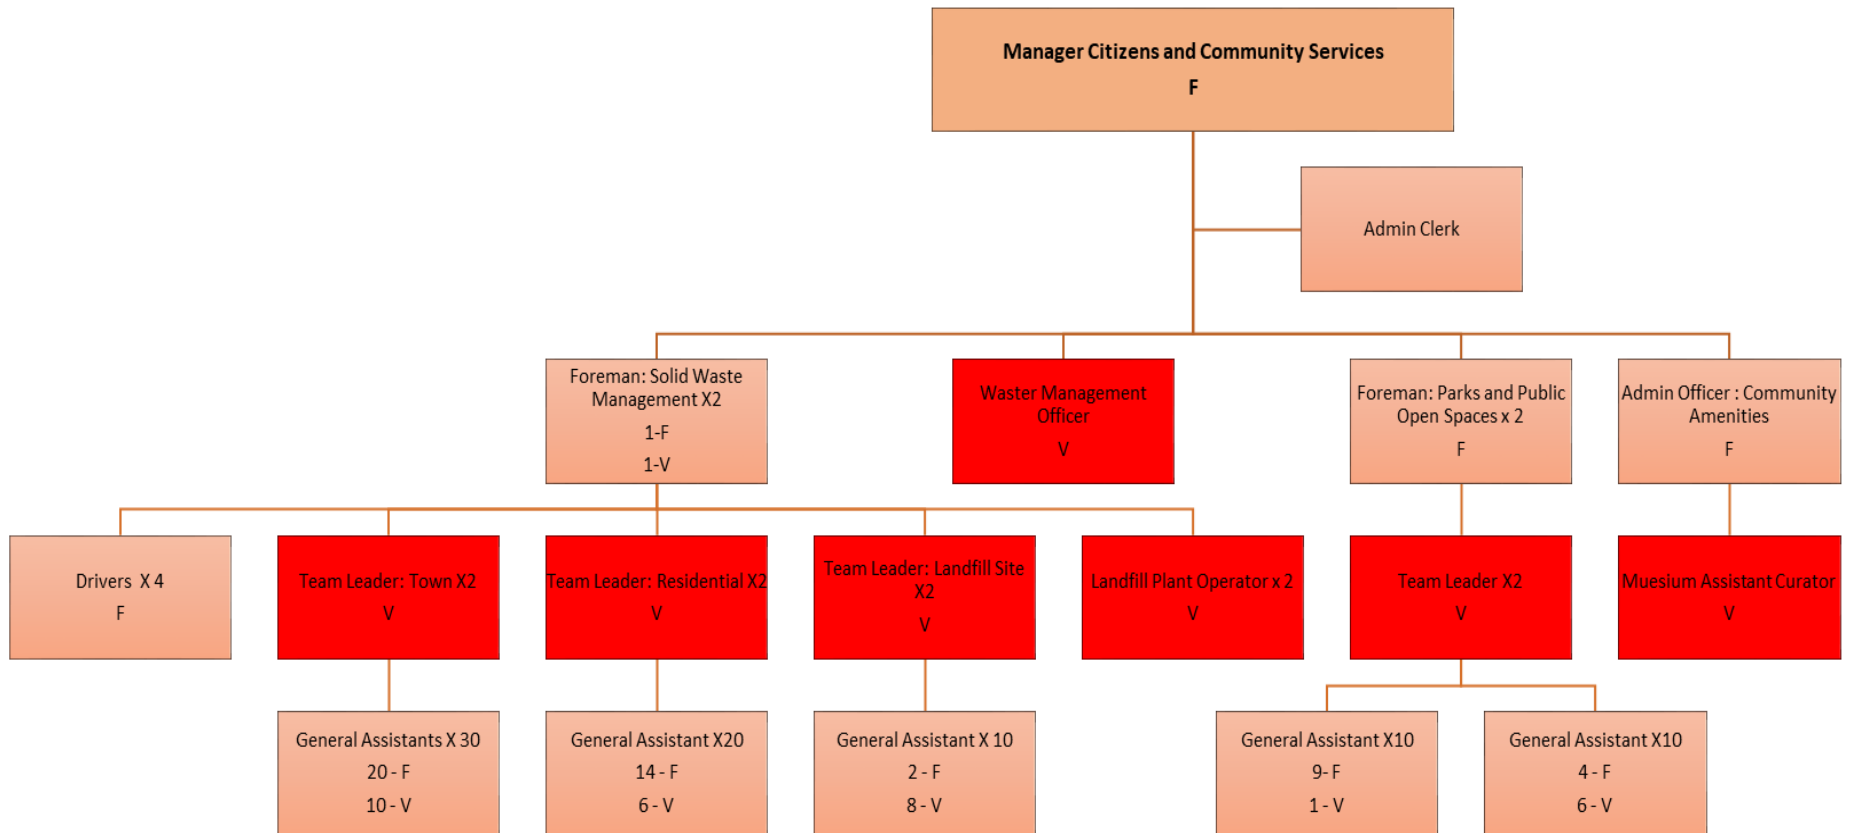 Manager Citizens and Community Services
F
Admin Clerk
Foreman: Solid Waste
Management X2
1-F
1-V
Waster Management
Officer
V
Foreman: Parks and Public
Open Spaces x 2
F
Admin Officer : Community
Amenities
F
Drivers X 4
F
Team Leader: Town X2
V
Team Leader: Residential X2
V
Team Leader: Landfill Site
X2
V
Landfill Plant Operator x 2
V
Team Leader X2
V
Muesium Assistant Curator
V
General Assistants X 30
20 - F
10 - V
General Assistant X20
14 - F
6 - V
General Assistant X 10
2 - F
8 - V
General Assistant X10
9- F
1 - V
General Assistant X10
4 - F
6 - V